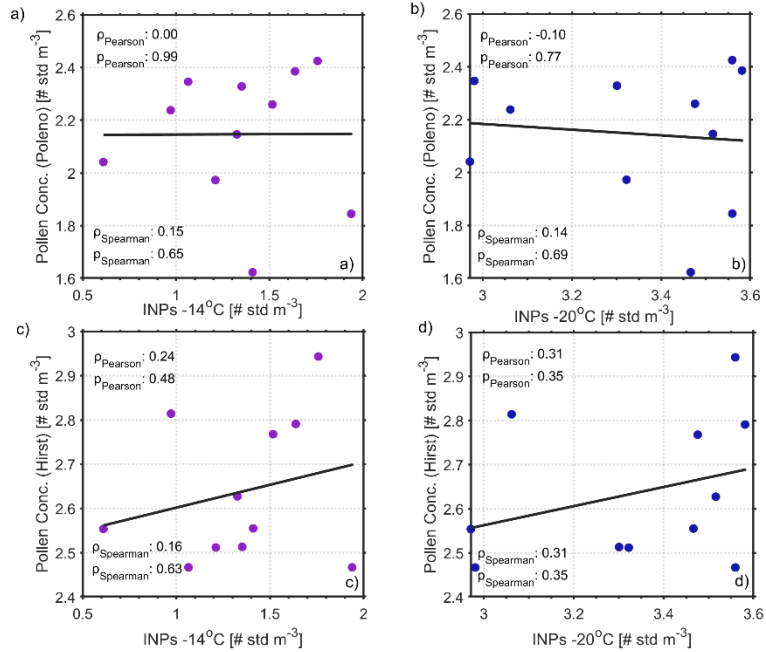 a)
ρPearson: 0.00
pPearson: 0.99
ρSpearman: 0.15
pSpearman: 0.65
a)
2.6
2.4
2.2
2
1.8
1.6
0.5
1
1.5
2
Pollen Conc. (Poleno) [# std m-3]
INPs -14°C [# std m-3]
b)
ρPearson: -0.10
pPearson: 0.77
ρSpearman: 0.14
pSpearman: 0.69
b)
2.6
2.4
2.2
2
1.8
1.6
3
3.2
3.4
3.6
Pollen Conc. (Poleno) [# std m-3]
INPs -20°C [# std m-3]
c)
ρPearson: 0.24
pPearson: 0.48
ρSpearman: 0.16
pSpearman: 0.63
c)
3
2.9
2.8
2.7
2.6
2.5
2.4
0.5
1
1.5
2
Pollen Conc. (Hirst) [# std m-3]
INPs -14°C [# std m-3]
d)
ρPearson: 0.31
pPearson: 0.35
ρSpearman: 0.31
pSpearman: 0.35
d)
3
2.9
2.8
2.7
2.6
2.5
2.4
3
3.2
3.4
3.6
Pollen Conc. (Hirst) [# std m-3]
INPs -20°C [# std m-3]